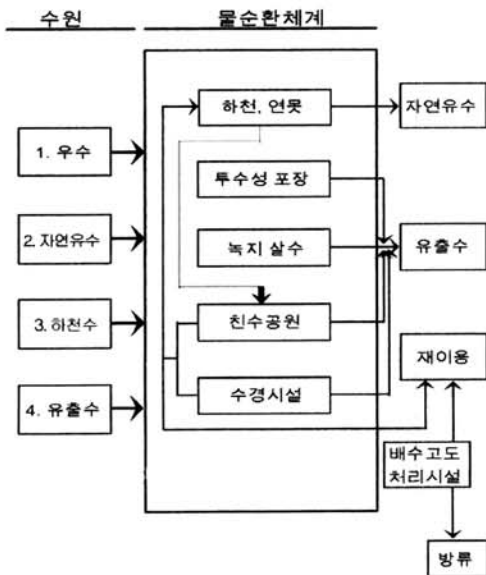 수원
물순환체계
1. 우수
2. 자연유수
3. 하천수
4. 유출수
하천, 연못
투수성 포장
녹지 살수
친수공원
수경시설
자연유수
유출수
재이용
배수고도
처리시설
방류